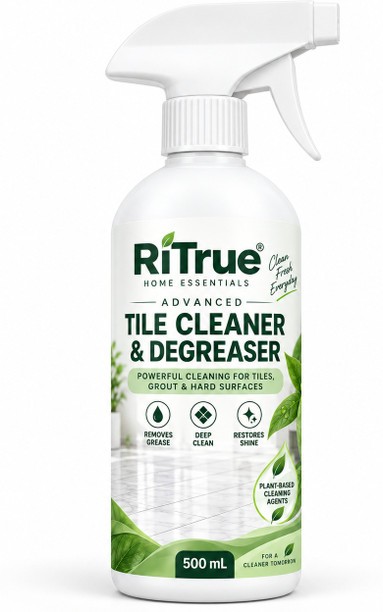 RiTrue®
HOME ESSENTIALS
Clean
Fresh
Everyday
ADVANCED
TILE CLEANER
& DEGREASER
POWERFUL CLEANING FOR TILES,
GROUT & HARD SURFACES
REMOVES
GREASE
DEEP
CLEAN
RESTORES
SHINE
PLANT-BASED
CLEANING
AGENTS
500 mL
FOR A
CLEANER TOMORROW